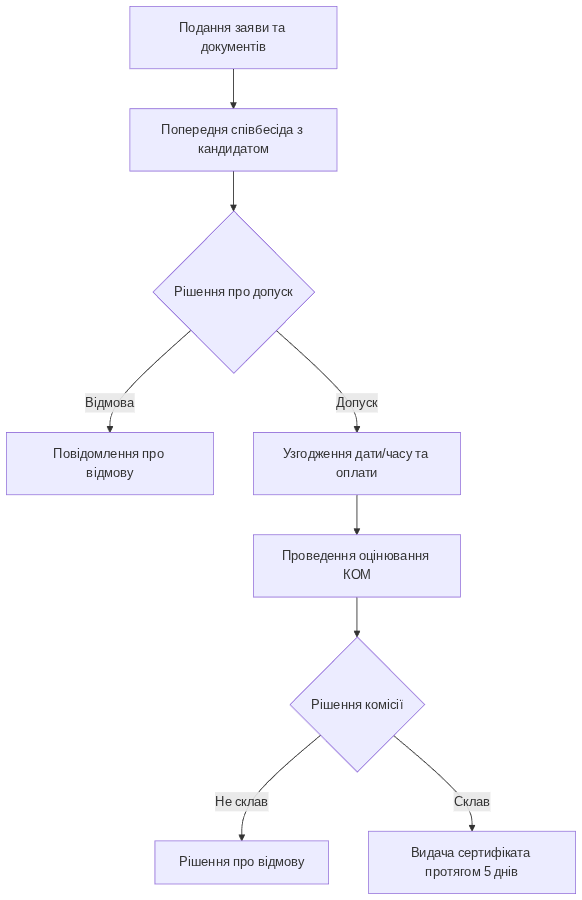 Подання заяви та
документів
Попередня співбесіда з
кандидатом
Рішення про допуск
Відмова
Допуск
Повідомлення про
відмову
Узгодження дати/часу та
оплати
Проведення оцінювання
КОМ
Рішення комісії
Не склав
Склав
Рішення про відмову
Видача сертифіката
протягом 5 днів